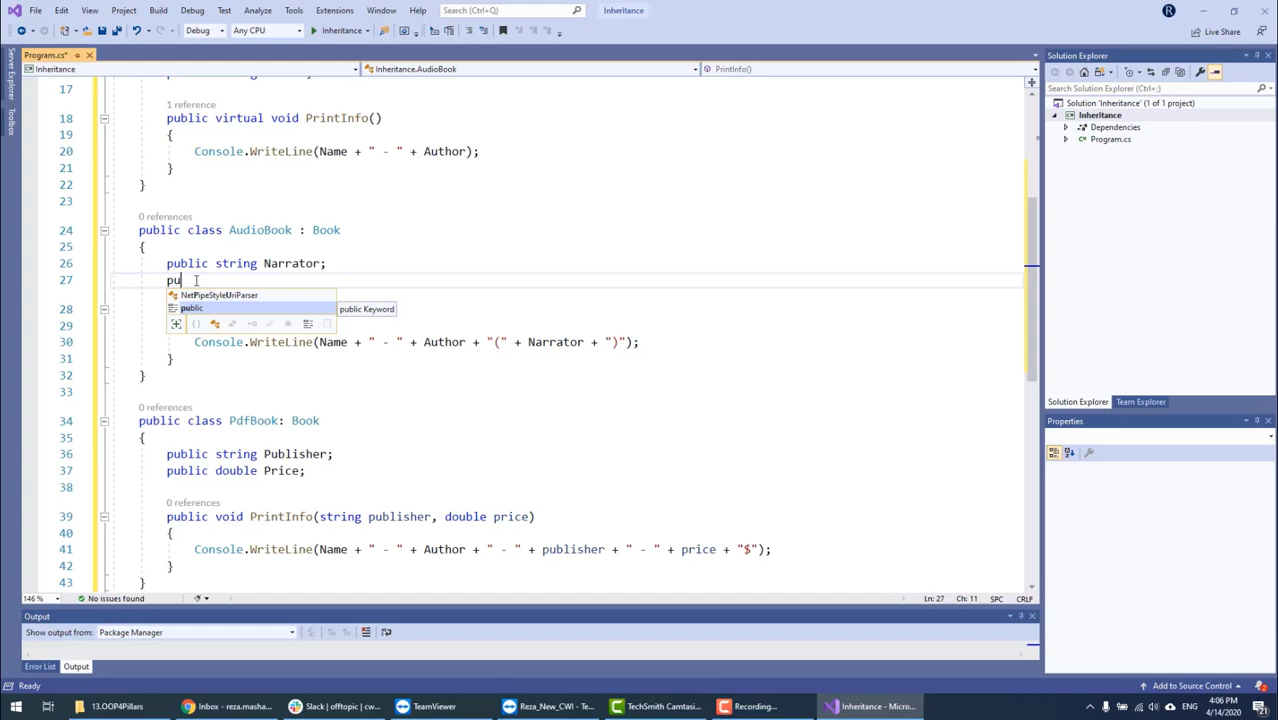 File Edit View Project Build Debug Test Analyze Tools Extensions Window Help Search (Ctrl+Q) Inheritance R
Debug Any CPU Inheritance Live Share
Program.cs*
Inheritance Inheritance.AudioBook PrintInfo()
Server Explorer
Toolbox
17
1 reference
18 public virtual void PrintInfo()
19 {
20 Console.WriteLine(Name + " - " + Author);
21 }
22 }
23
0 references
24 public class AudioBook : Book
25 {
26 public string Narrator;
27 pu
NetPipeStyleUriParser
public
public Keyword
28
29
30 Console.WriteLine(Name + " - " + Author + "(" + Narrator + ")");
31 }
32 }
33
0 references
34 public class PdfBook: Book
35 {
36 public string Publisher;
37 public double Price;
38
0 references
39 public void PrintInfo(string publisher, double price)
40 {
41 Console.WriteLine(Name + " - " + Author + " - " + publisher + " - " + price + "$");
42 }
43 }
146 % No issues found Ln: 27 Ch: 11 SPC CRLF
Output
Show output from: Package Manager
Error List Output
Ready
Solution Explorer
Search Solution Explorer (Ctrl+;)
Solution 'Inheritance' (1 of 1 project)
Inheritance
Dependencies
Program.cs
Solution Explorer Team Explorer
Properties
Add to Source Control 2
13.OOP4Pillars
Inbox - reza.masha...
Slack | offtopic | cw...
TeamViewer
Reza_New_CWI - Te...
TechSmith Camtasi...
Recording...
Inheritance - Micro...
ENG
4:06 PM
4/14/2020
21